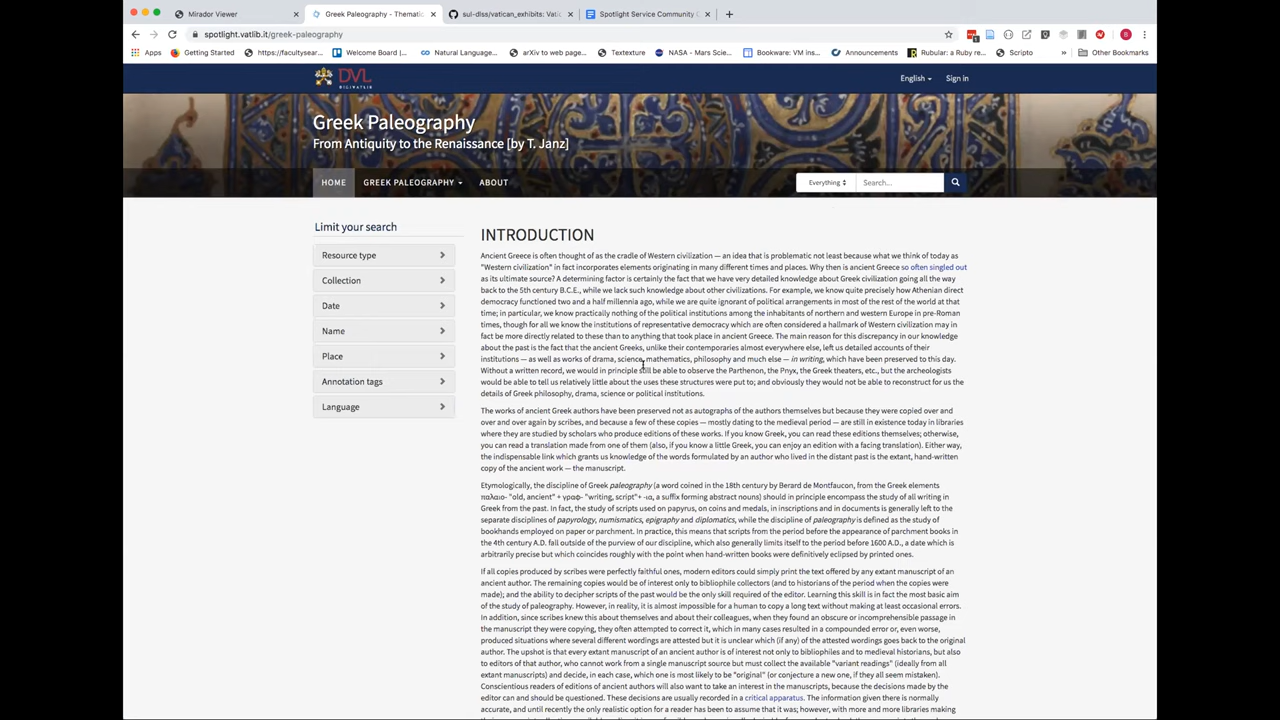 Mirador Viewer
Greek Paleography - Themati
sul-dlss/vatican_exhibits: Vati
Spotlight Service Community C
spotlight.vatlib.it/greek-paleography
Apps
Getting Started
https://facultysear...
Welcome Board |...
Natural Language...
arXiv to web page...
Textexture
NASA - Mars Scie...
Bookware: VM ins...
Announcements
Rubular: a Ruby re...
Scripto
»
Other Bookmarks
DVL
DIGIVATLIB
English
Sign in
Greek Paleography
From Antiquity to the Renaissance [by T. Janz]
HOME
GREEK PALEOGRAPHY
ABOUT
Everything
Search...
Limit your search
Resource type
Collection
Date
Name
Place
Annotation tags
Language
INTRODUCTION
Ancient Greece is often thought of as the cradle of Western civilization — an idea that is problematic not least because what we think of today as
"Western civilization" in fact incorporates elements originating in many different times and places. Why then is ancient Greece so often singled out
as its ultimate source? A determining factor is certainly the fact that we have very detailed knowledge about Greek civilization going all the way
back to the 5th century B.C.E., while we lack such knowledge about other civilizations. For example, we know quite precisely how Athenian direct
democracy functioned two and a half millennia ago, while we are quite ignorant of political arrangements in most of the rest of the world at that
time; in particular, we know practically nothing of the political institutions among the inhabitants of northern and western Europe in pre-Roman
times, though for all we know the institutions of representative democracy which are often considered a hallmark of Western civilization may in
fact be more directly related to these than to anything that took place in ancient Greece. The main reason for this discrepancy in our knowledge
about the past is the fact that the ancient Greeks, unlike their contemporaries almost everywhere else, left us detailed accounts of their
institutions — as well as works of drama, science, mathematics, philosophy and much else — in writing, which have been preserved to this day.
Without a written record, we would in principle still be able to observe the Parthenon, the Pnyx, the Greek theaters, etc., but the archeologists
would be able to tell us relatively little about the uses these structures were put to; and obviously they would not be able to reconstruct for us the
details of Greek philosophy, drama, science or political institutions.
The works of ancient Greek authors have been preserved not as autographs of the authors themselves but because they were copied over and
over and over again by scribes, and because a few of these copies — mostly dating to the medieval period — are still in existence today in libraries
where they are studied by scholars who produce editions of these works. If you know Greek, you can read these editions themselves; otherwise,
you can read a translation made from one of them (also, if you know a little Greek, you can enjoy an edition with a facing translation). Either way,
the indispensable link which grants us knowledge of the words formulated by an author who lived in the distant past is the extant, hand-written
copy of the ancient work — the manuscript.
Etymologically, the discipline of Greek paleography (a word coined in the 18th century by Berard de Montfaucon, from the Greek elements
παλαιο- "old, ancient" + γραφ- "writing, script"+ -ια, a suffix forming abstract nouns) should in principle encompass the study of all writing in
Greek from the past. In fact, the study of scripts used on papyrus, on coins and medals, in inscriptions and in documents is generally left to the
separate disciplines of papyrology, numismatics, epigraphy and diplomatics, while the discipline of paleography is defined as the study of
bookhands employed on paper or parchment. In practice, this means that scripts from the period before the appearance of parchment books in
the 4th century A.D. fall outside of the purview of our discipline, which also generally limits itself to the period before 1600 A.D., a date which is
arbitrarily precise but which coincides roughly with the point when hand-written books were definitively eclipsed by printed ones.
If all copies produced by scribes were perfectly faithful ones, modern editors could simply print the text offered by any extant manuscript of an
ancient author. The remaining copies would be of interest only to bibliophile collectors (and to historians of the period when the copies were
made); and the ability to decipher scripts of the past would be the only skill required of the editor. Learning this skill is in fact the most basic aim
of the study of paleography. However, in reality, it is almost impossible for a human to copy a long text without making at least occasional errors.
In addition, since scribes knew this about themselves and about their colleagues, when they found an obscure or incomprehensible passage in
the manuscript they were copying, they often attempted to correct it, which in many cases resulted in a compounded error or, even worse,
produced situations where several different wordings are attested but it is unclear which (if any) of the attested wordings goes back to the original
author. The upshot is that every extant manuscript of an ancient author is of interest not only to bibliophiles and to medieval historians, but also
to editors of that author, who cannot work from a single manuscript source but must collect the available "variant readings" (ideally from all
extant manuscripts) and decide, in each case, which one is most likely to be "original" (or conjecture a new one, if they all seem mistaken).
Conscientious readers of editions of ancient authors will also want to take an interest in the manuscripts, because the decisions made by the
editor can and should be questioned. These decisions are usually recorded in a critical apparatus. The information given there is normally
accurate, and until recently the only realistic option for a reader has been to assume that it was; however, with more and more libraries making